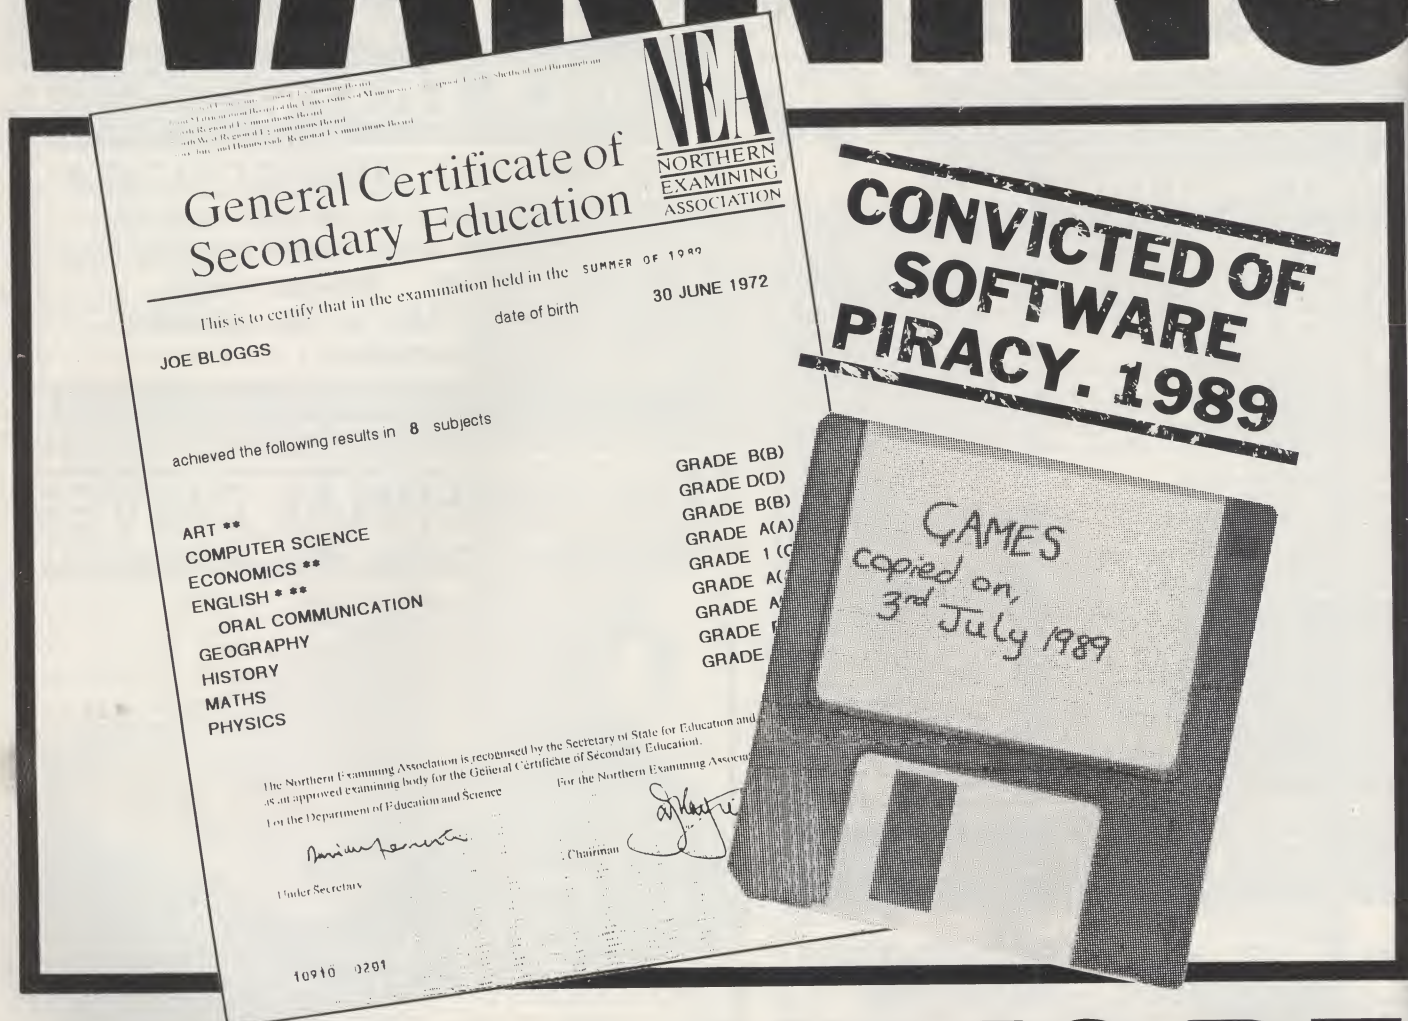 WARNING
NEA
NORTHERN
EXAMINING
ASSOCIATION
General Certificate of
Secondary Education
This is to certify that in the examination held in the SUMMER OF 1989
date of birth 30 JUNE 1972
JOE BLOGGS
achieved the following results in 8 subjects
ART ** GRADE B(B)
COMPUTER SCIENCE GRADE D(D)
ECONOMICS ** GRADE B(B)
ENGLISH * ** GRADE A(A)
ORAL COMMUNICATION GRADE 1
GEOGRAPHY GRADE A(
HISTORY GRADE
MATHS GRADE
PHYSICS GRADE
The Northern Examining Association is recognised by the Secretary of State for Education and
as an approved examining body for the General Certificate of Secondary Education.
For the Department of Education and Science For the Northern Examining
Under Secretary Chairman
10910 0201
CONVICTED OF
SOFTWARE
PIRACY. 1989
GAMES
copied on,
3rd July 1989